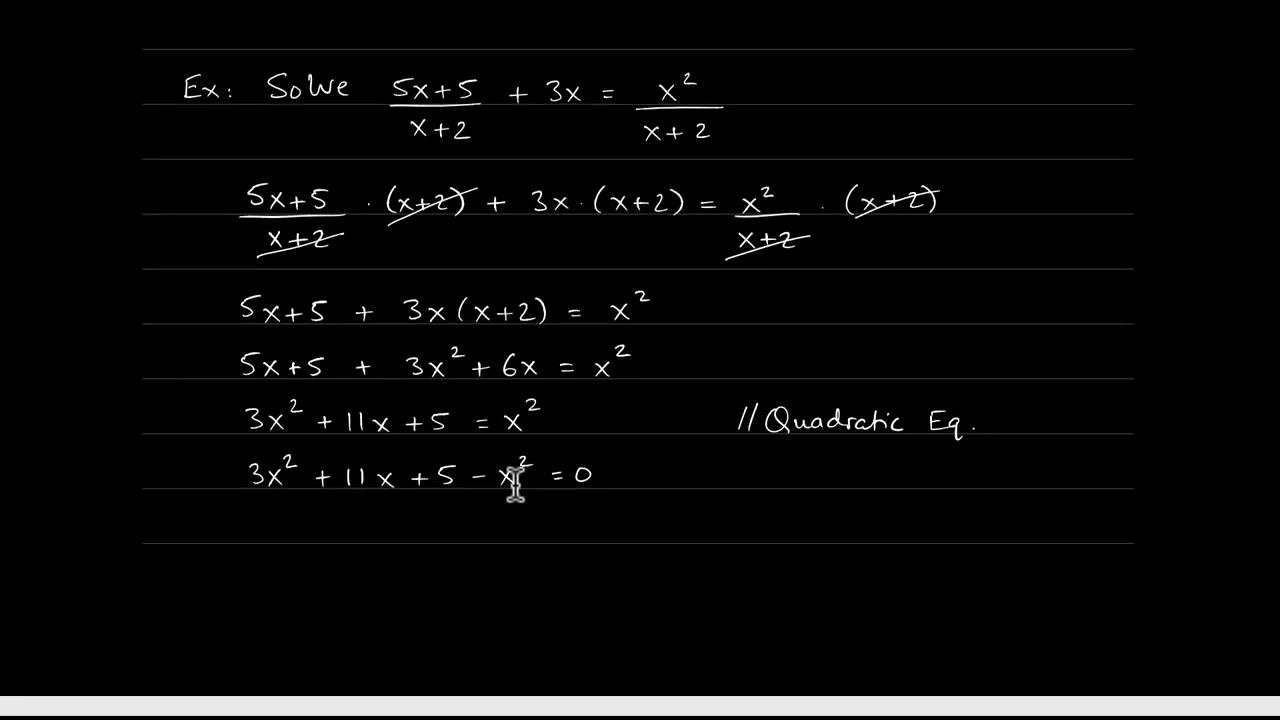 Ex: Solve (5x+5)/(x+2) + 3x = x²/(x+2)
(5x+5)/(x+2) · (x+2) + 3x · (x+2) = x²/(x+2) · (x+2)
5x+5 + 3x(x+2) = x²
5x+5 + 3x² + 6x = x²
3x² + 11x + 5 = x² //Quadratic Eq.
3x² + 11x + 5 - x² = 0